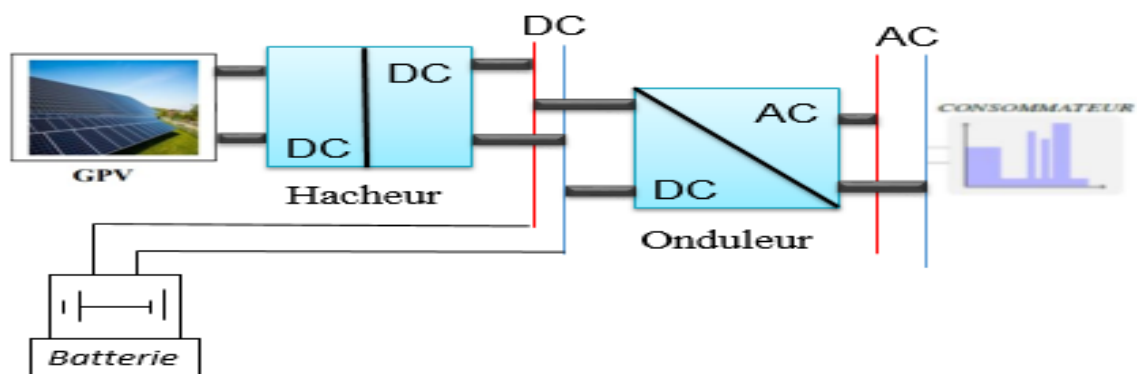 DC
AC
DC
DC
GPV
Hacheur
AC
DC
Onduleur
CONSOMMATEUR
Batterie